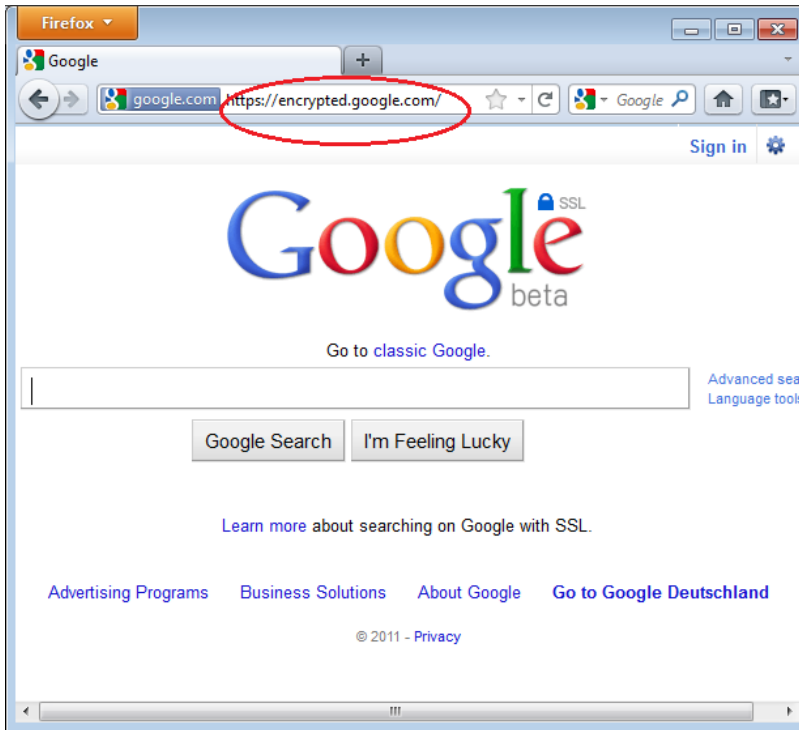 Firefox
Google
google.com https://encrypted.google.com/ Google
Sign in
Google SSL
beta
Go to classic Google.
Advanced sea
Language tools
Google Search I'm Feeling Lucky
Learn more about searching on Google with SSL.
Advertising Programs Business Solutions About Google Go to Google Deutschland
© 2011 - Privacy